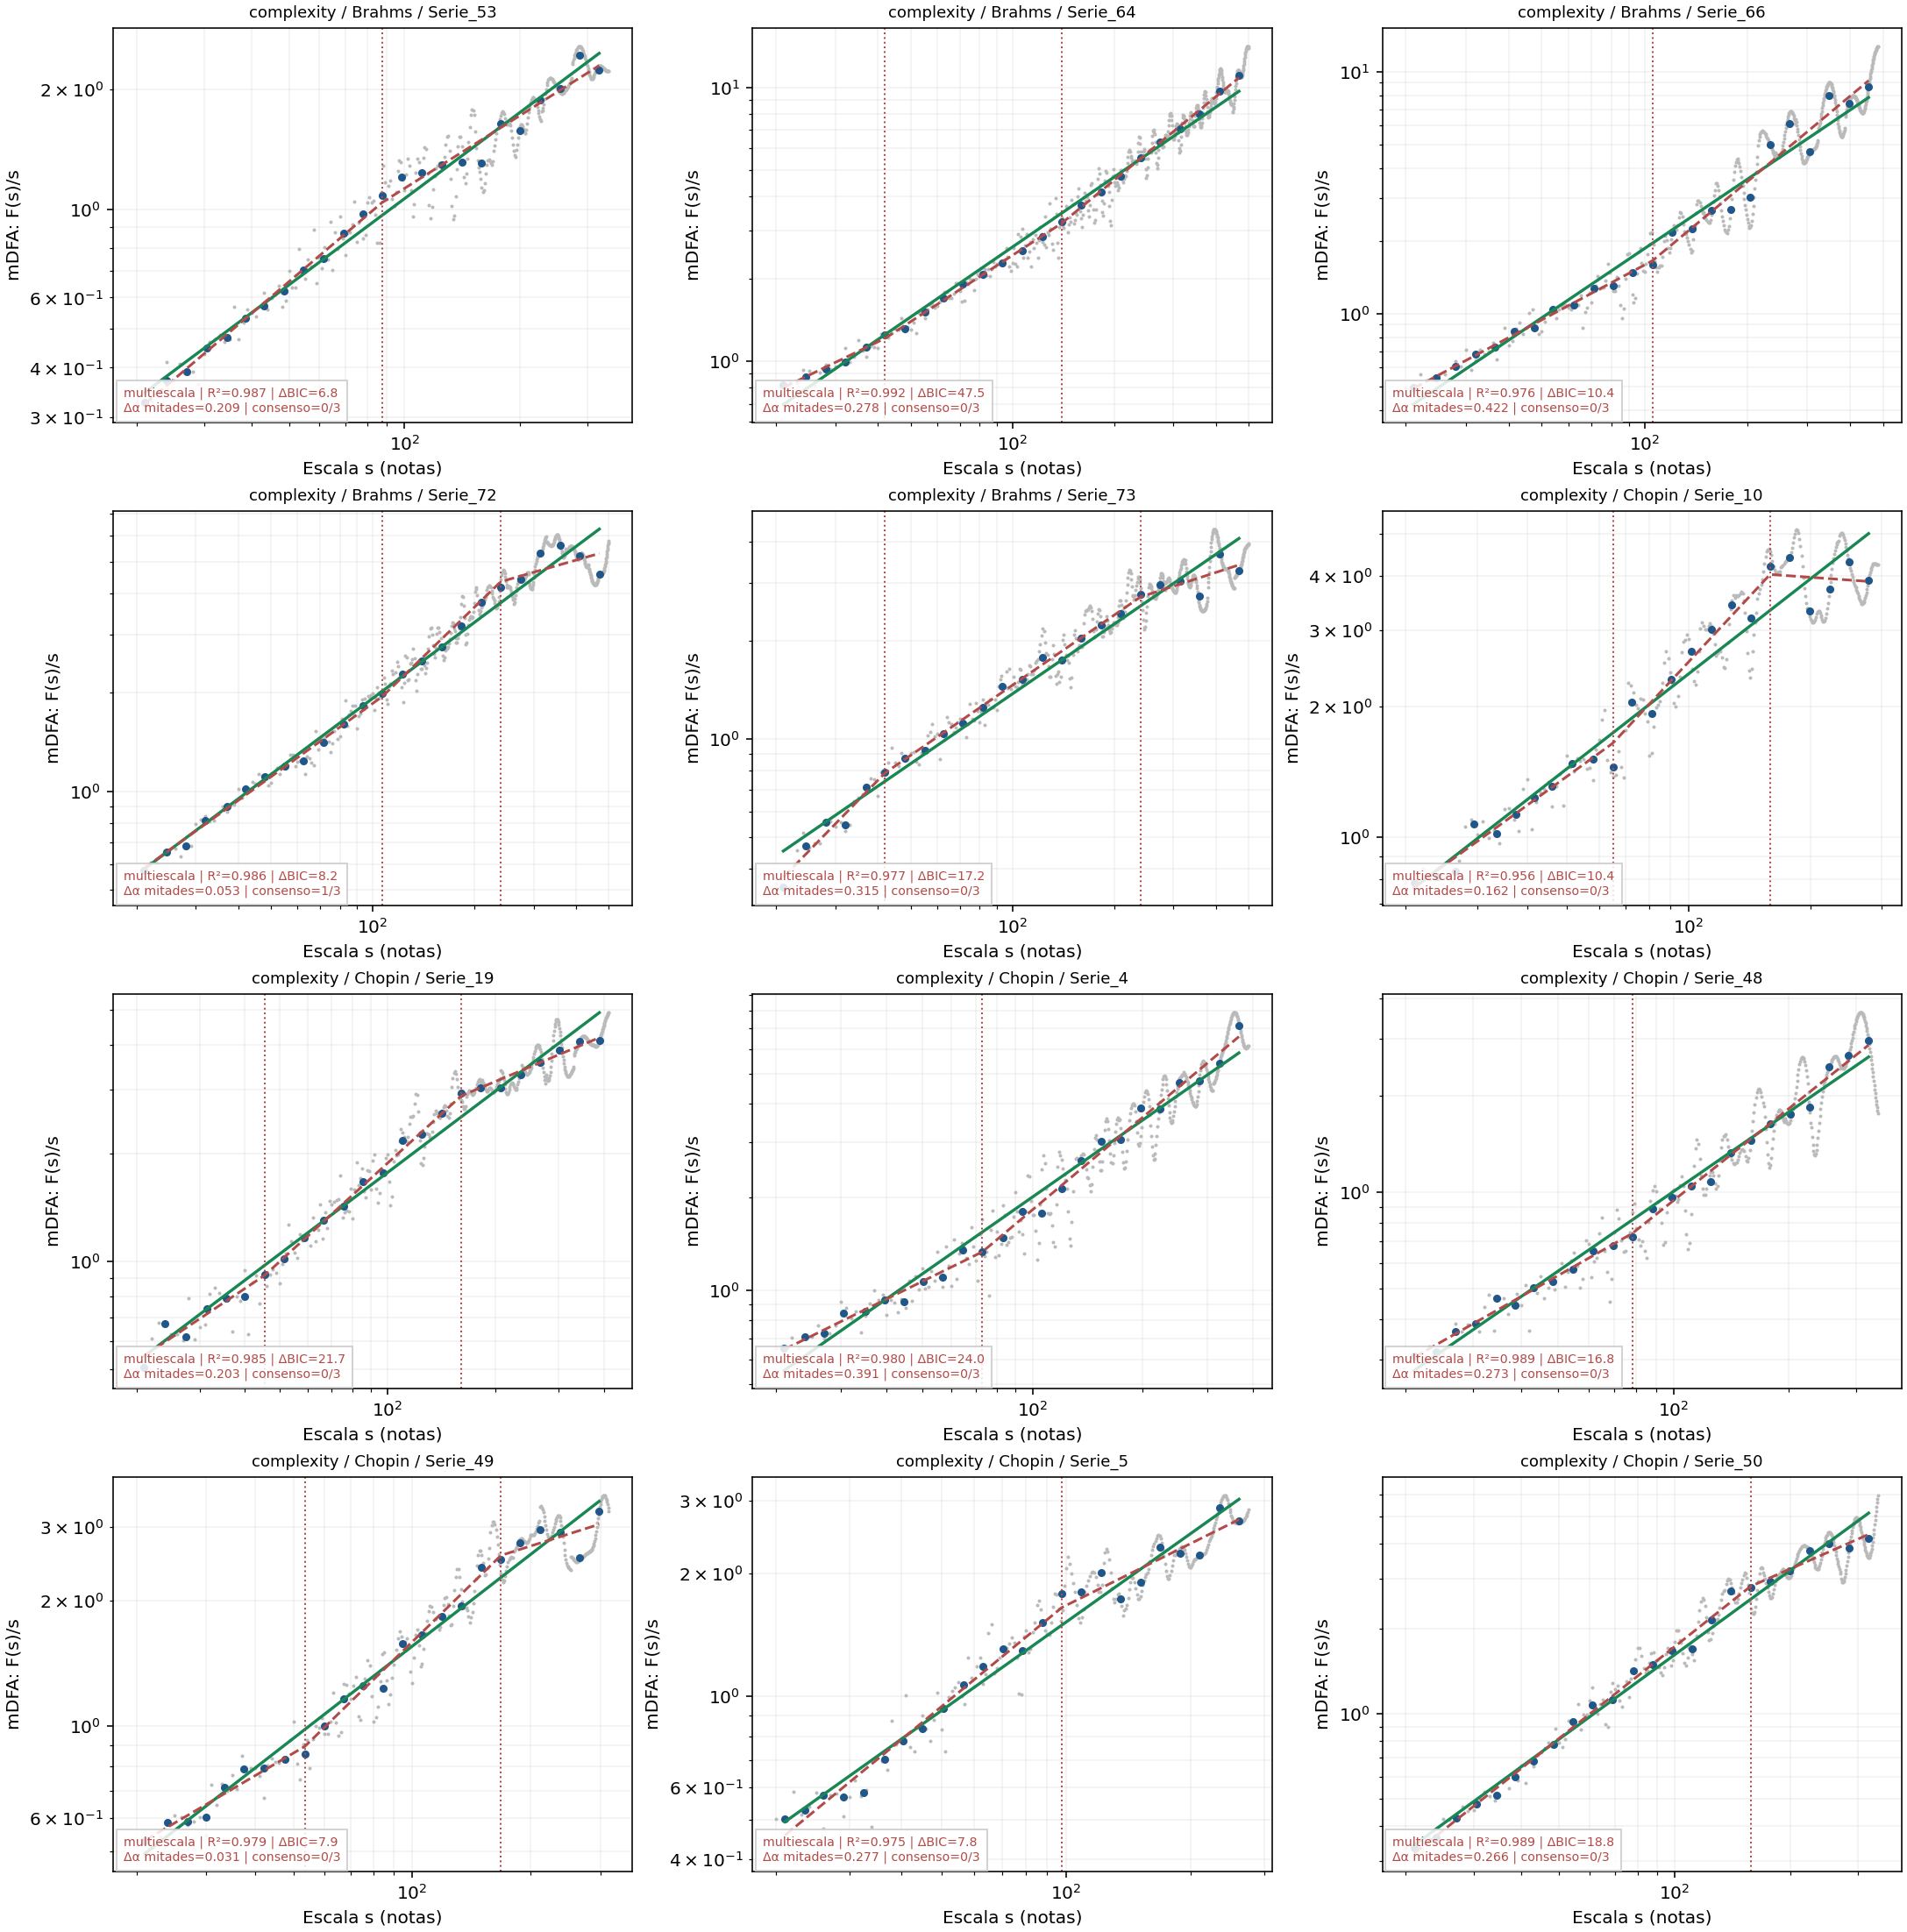 complexity / Brahms / Serie_53
mDFA: F(s)/s
2 × 10⁰
10⁰
6 × 10⁻¹
4 × 10⁻¹
3 × 10⁻¹
multiescala | R²=0.987 | ΔBIC=6.8
Δα mitades=0.209 | consenso=0/3
10²
Escala s (notas)
complexity / Brahms / Serie_64
mDFA: F(s)/s
10¹
10⁰
multiescala | R²=0.992 | ΔBIC=47.5
Δα mitades=0.278 | consenso=0/3
10²
Escala s (notas)
complexity / Brahms / Serie_66
mDFA: F(s)/s
10¹
10⁰
multiescala | R²=0.976 | ΔBIC=10.4
Δα mitades=0.422 | consenso=0/3
10²
Escala s (notas)
complexity / Brahms / Serie_72
mDFA: F(s)/s
10⁰
multiescala | R²=0.986 | ΔBIC=8.2
Δα mitades=0.053 | consenso=1/3
10²
Escala s (notas)
complexity / Brahms / Serie_73
mDFA: F(s)/s
10⁰
multiescala | R²=0.977 | ΔBIC=17.2
Δα mitades=0.315 | consenso=0/3
10²
Escala s (notas)
complexity / Chopin / Serie_10
mDFA: F(s)/s
4 × 10⁰
3 × 10⁰
2 × 10⁰
10⁰
multiescala | R²=0.956 | ΔBIC=10.4
Δα mitades=0.162 | consenso=0/3
10²
Escala s (notas)
complexity / Chopin / Serie_19
mDFA: F(s)/s
10⁰
multiescala | R²=0.985 | ΔBIC=21.7
Δα mitades=0.203 | consenso=0/3
10²
Escala s (notas)
complexity / Chopin / Serie_4
mDFA: F(s)/s
10⁰
multiescala | R²=0.980 | ΔBIC=24.0
Δα mitades=0.391 | consenso=0/3
10²
Escala s (notas)
complexity / Chopin / Serie_48
mDFA: F(s)/s
10⁰
multiescala | R²=0.989 | ΔBIC=16.8
Δα mitades=0.273 | consenso=0/3
10²
Escala s (notas)
complexity / Chopin / Serie_49
mDFA: F(s)/s
3 × 10⁰
2 × 10⁰
10⁰
6 × 10⁻¹
multiescala | R²=0.979 | ΔBIC=7.9
Δα mitades=0.031 | consenso=0/3
10²
Escala s (notas)
complexity / Chopin / Serie_5
mDFA: F(s)/s
3 × 10⁰
2 × 10⁰
10⁰
6 × 10⁻¹
4 × 10⁻¹
multiescala | R²=0.975 | ΔBIC=7.8
Δα mitades=0.277 | consenso=0/3
10²
Escala s (notas)
complexity / Chopin / Serie_50
mDFA: F(s)/s
10⁰
multiescala | R²=0.989 | ΔBIC=18.8
Δα mitades=0.266 | consenso=0/3
10²
Escala s (notas)